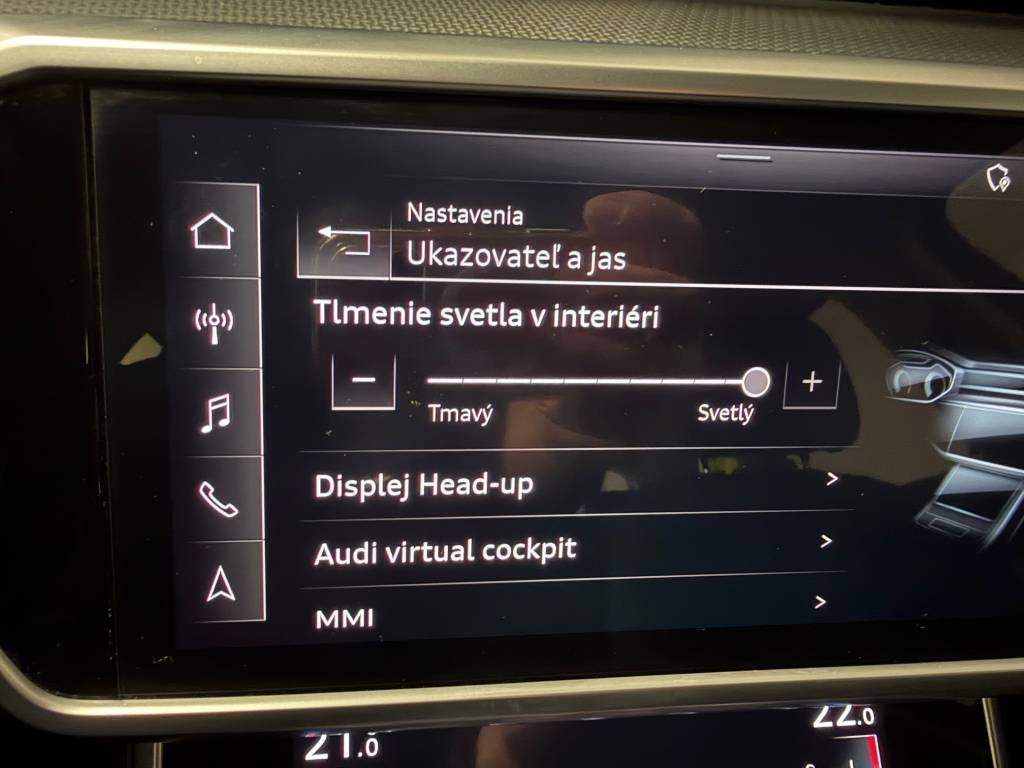 Nastavenia
Ukazovateľ a jas
Tlmenie svetla v interiéri
− +
Tmavý Svetlý
Displej Head-up >
Audi virtual cockpit >
MMI >
21.0 22.0